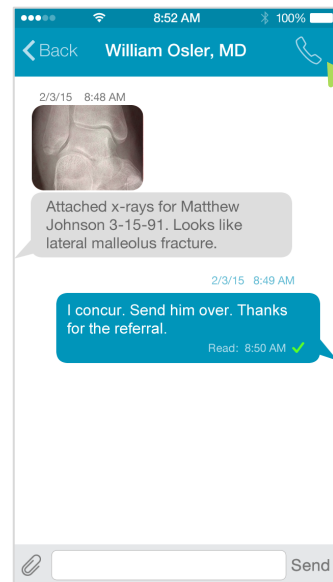 8:52 AM
100%
Back
William Osler, MD
2/3/15 8:48 AM
Attached x-rays for Matthew
Johnson 3-15-91. Looks like
lateral malleolus fracture.
2/3/15 8:49 AM
I concur. Send him over. Thanks
for the referral.
Read: 8:50 AM
Send